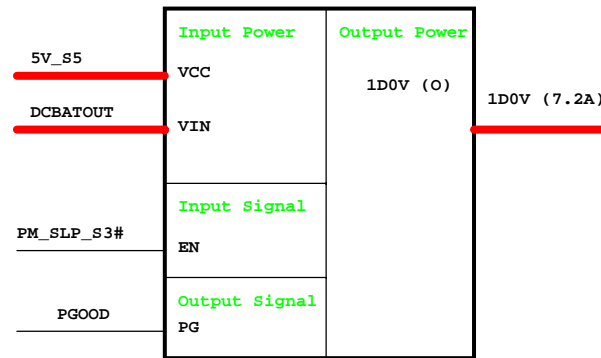 Input Power
Output Power
5V_S5
VCC
1D0V (O)
1D0V (7.2A)
DCBATOUT
VIN
Input Signal
PM_SLP_S3#
EN
Output Signal
PGOOD
PG